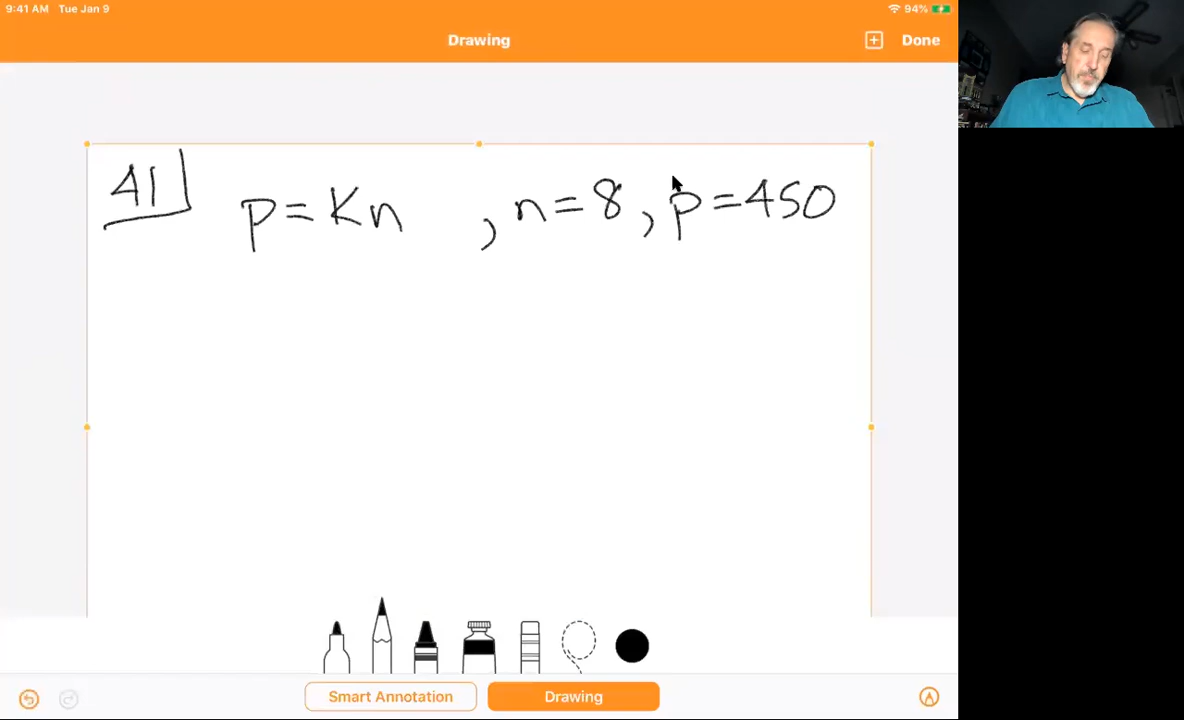 9:41 AM Tue Jan 9
94%
Drawing
Done
41
p=Kn , n=8, p=450
Smart Annotation
Drawing